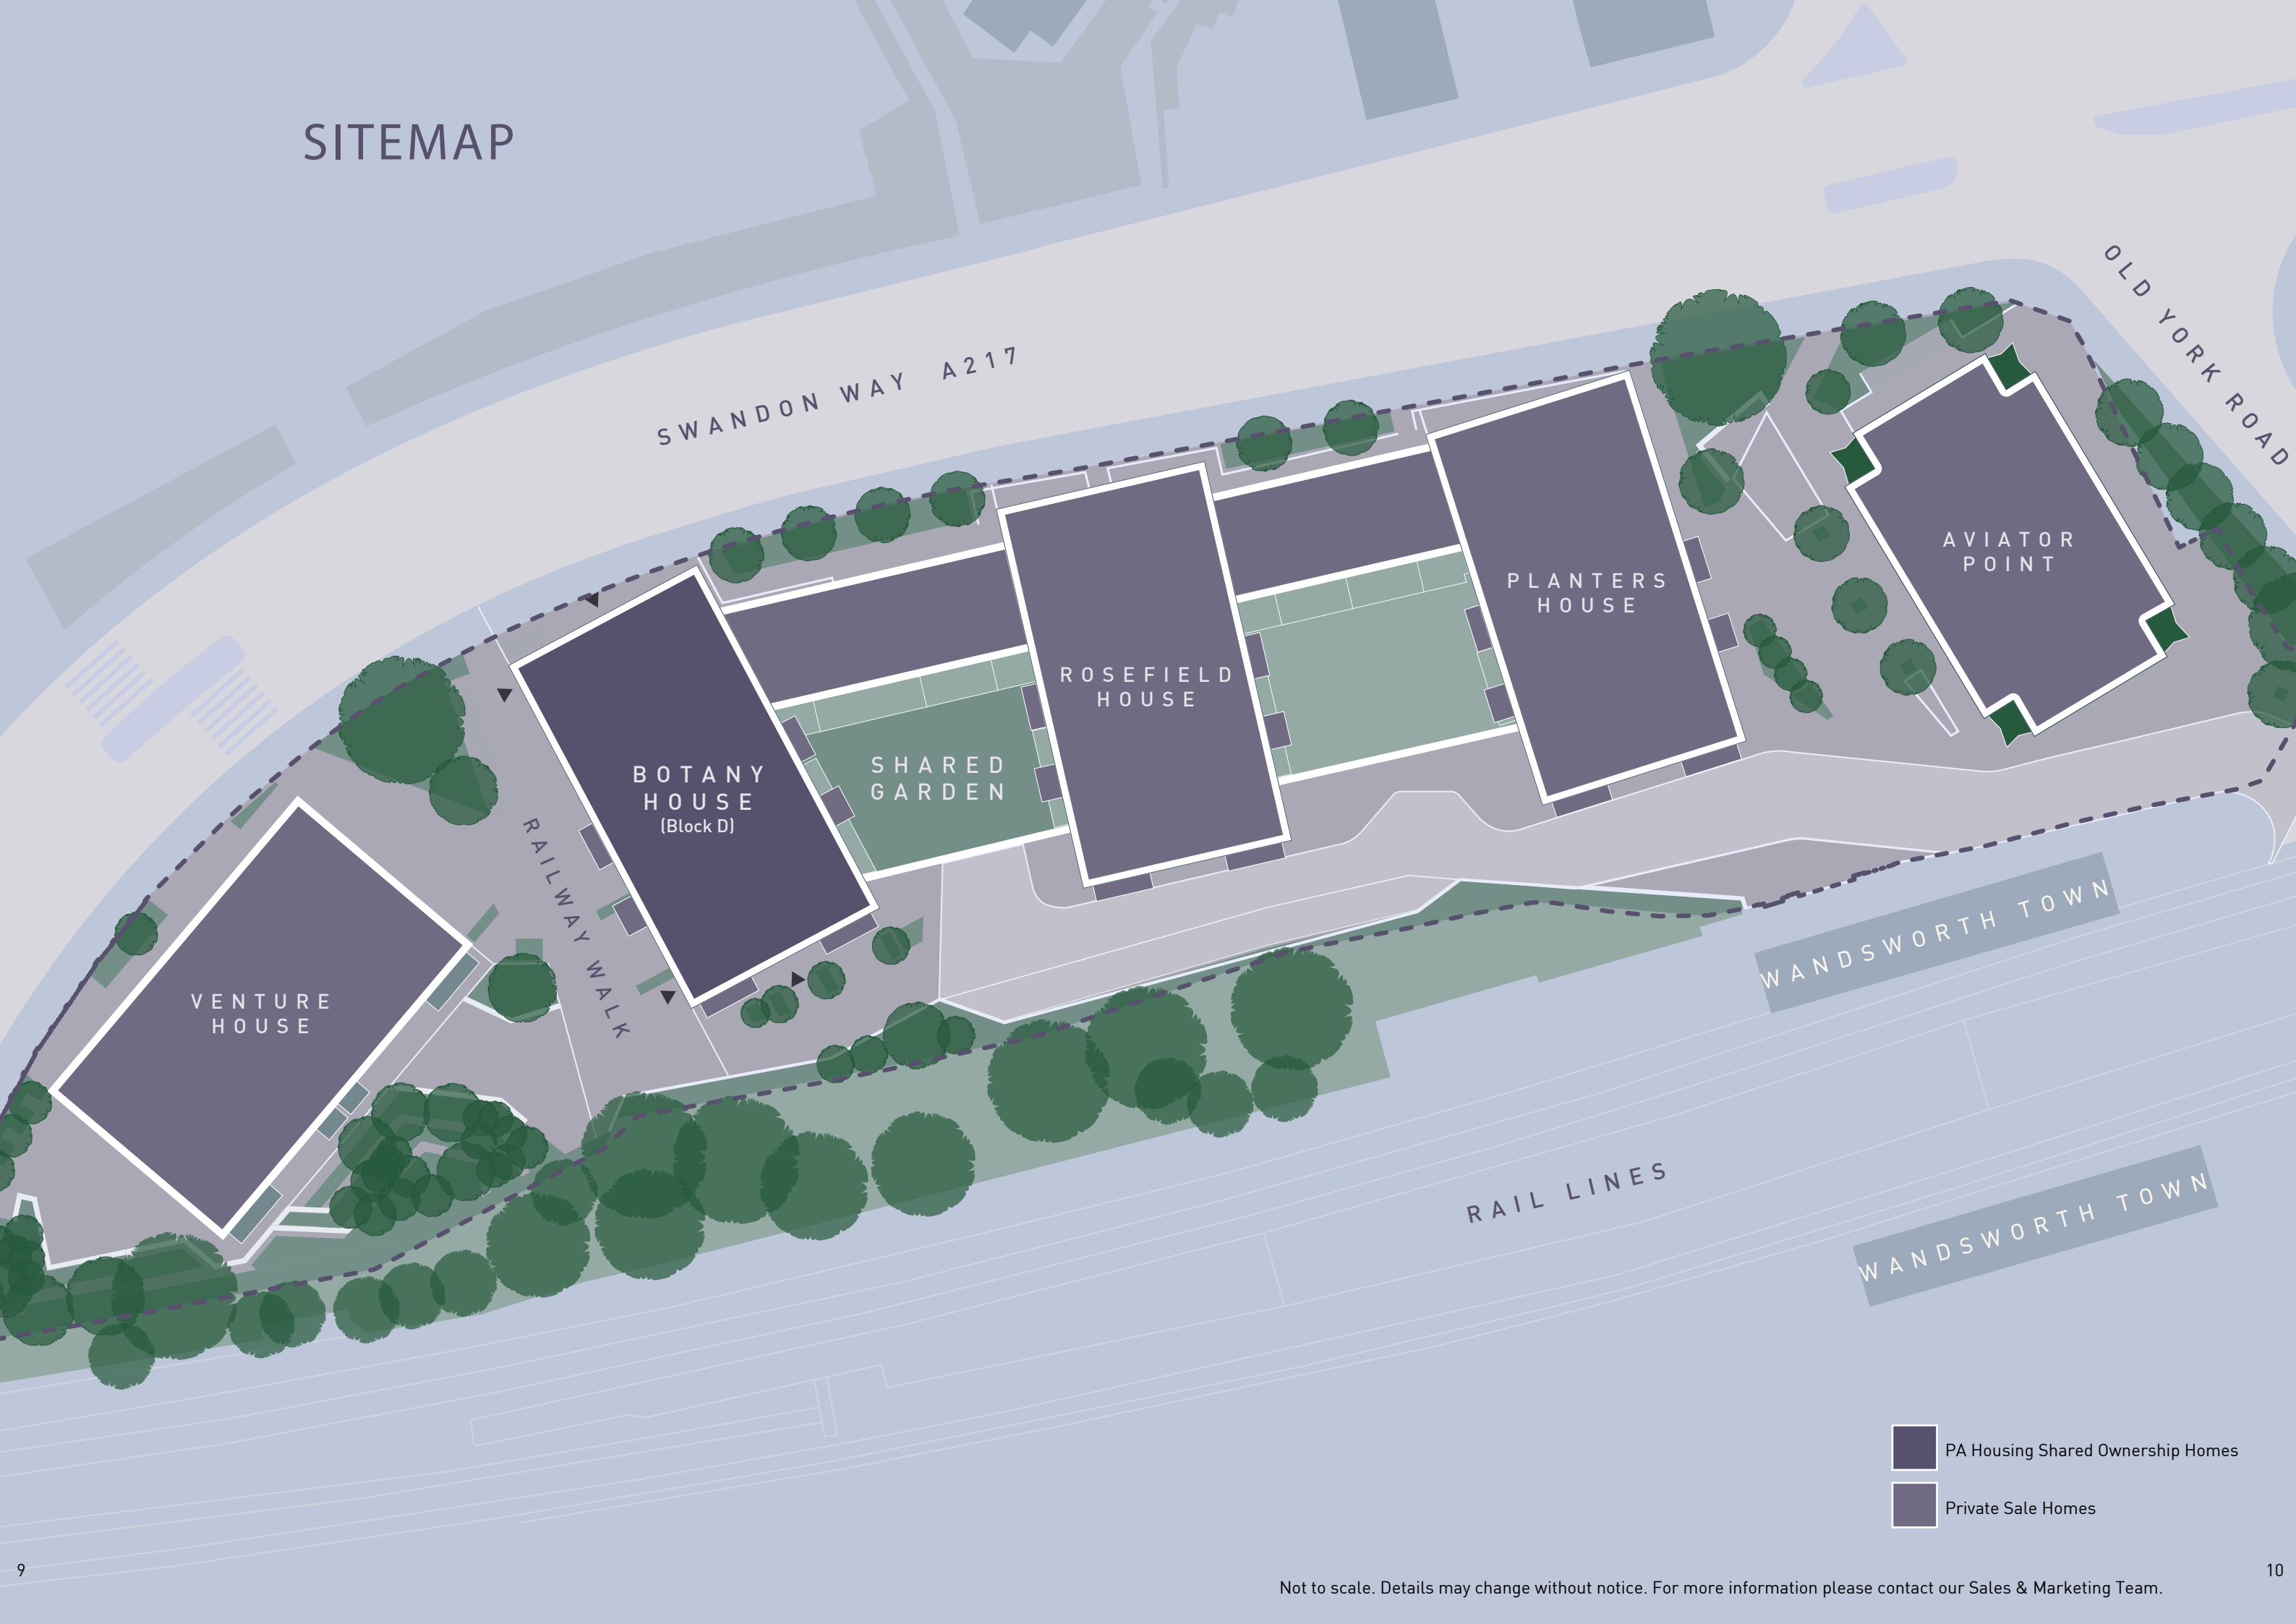 SITEMAP
SWANDON WAY A217
OLD YORK ROAD
AVIATOR
POINT
PLANTERS
HOUSE
ROSEFIELD
HOUSE
SHARED
GARDEN
BOTANY
HOUSE
(Block D)
RAILWAY WALK
VENTURE
HOUSE
WANDSWORTH TOWN
RAIL LINES
WANDSWORTH TOWN
PA Housing Shared Ownership Homes
Private Sale Homes
9
10
Not to scale. Details may change without notice. For more information please contact our Sales & Marketing Team.